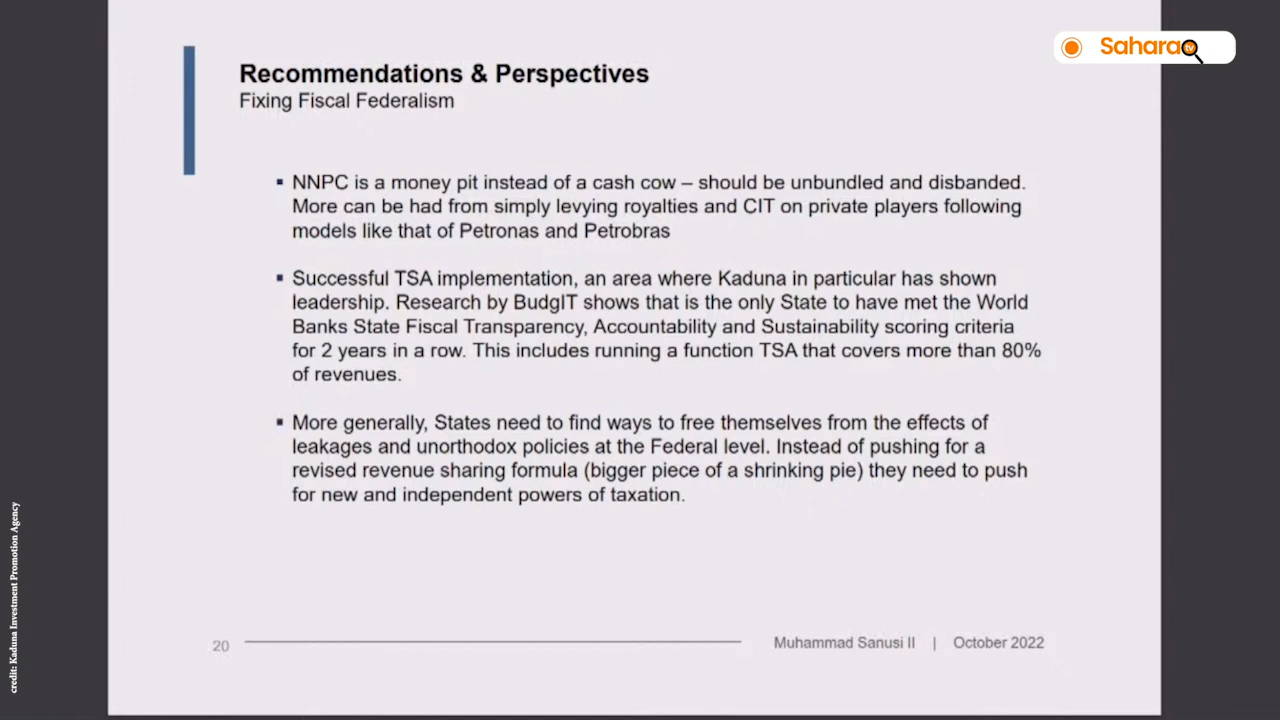 Sahara tv
Recommendations & Perspectives
Fixing Fiscal Federalism
▪ NNPC is a money pit instead of a cash cow – should be unbundled and disbanded.
More can be had from simply levying royalties and CIT on private players following
models like that of Petronas and Petrobras
▪ Successful TSA implementation, an area where Kaduna in particular has shown
leadership. Research by BudgIT shows that is the only State to have met the World
Banks State Fiscal Transparency, Accountability and Sustainability scoring criteria
for 2 years in a row. This includes running a function TSA that covers more than 80%
of revenues.
▪ More generally, States need to find ways to free themselves from the effects of
leakages and unorthodox policies at the Federal level. Instead of pushing for a
revised revenue sharing formula (bigger piece of a shrinking pie) they need to push
for new and independent powers of taxation.
20
Muhammad Sanusi II | October 2022
credit: Kaduna Investment Promotion Agency